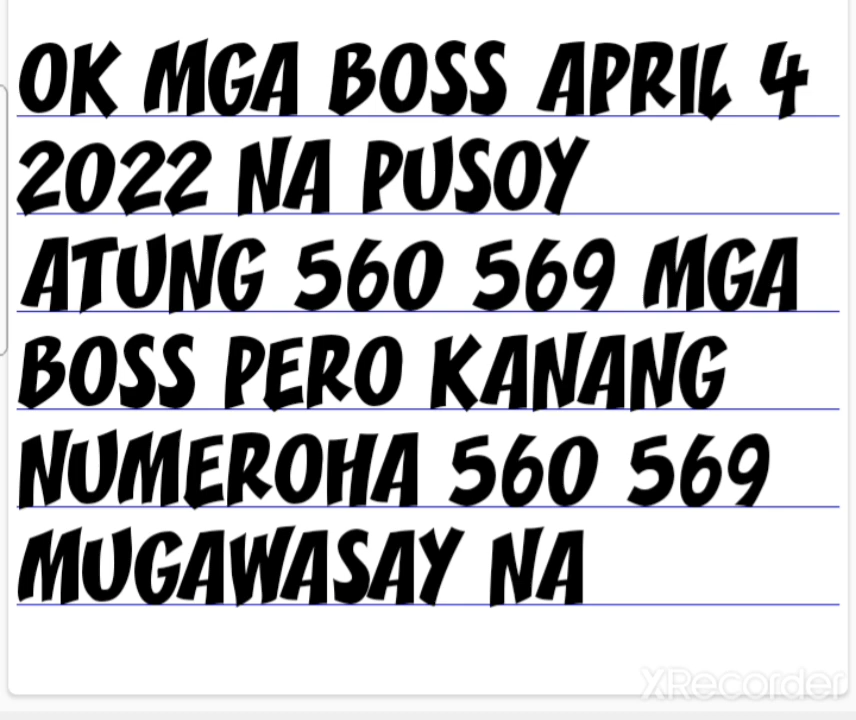 OK MGA BOSS APRIL 4
2022 NA PUSOY
ATUNG 560 569 MGA
BOSS PERO KANANG
NUMEROHA 560 569
MUGAWASAY NA
XRecorder